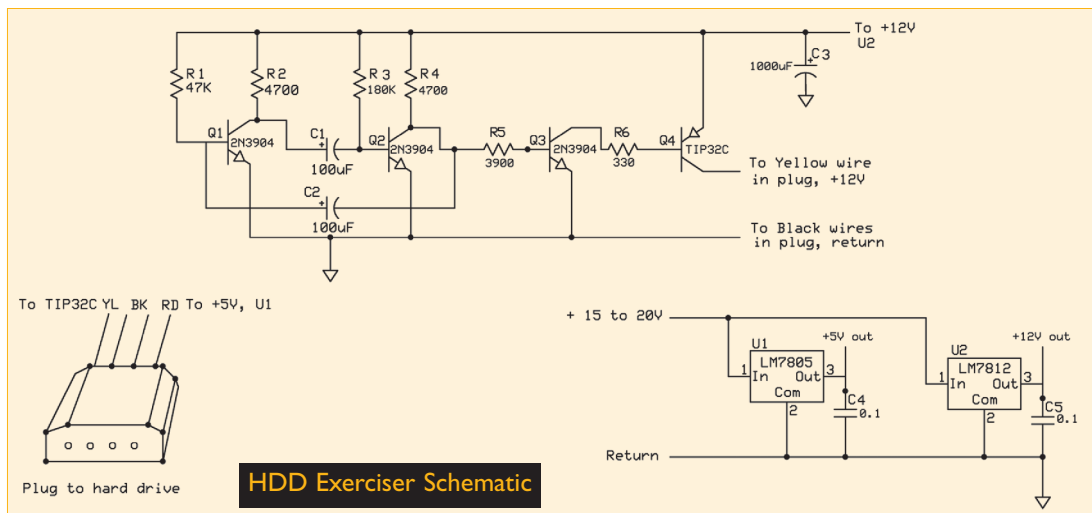 To +12V
U2
R1
47K
R2
4700
R3
180K
R4
4700
1000uF
+
C3
Q1
2N3904
C1
+
100uF
Q2
2N3904
R5
3900
Q3
2N3904
R6
330
Q4
TIP32C
To Yellow wire
in plug, +12V
C2
+
100uF
To Black wires
in plug, return
To TIP32C YL BK RD To +5V, U1
Plug to hard drive
+ 15 to 20V
U1
LM7805
1
In Out
3
Com
2
+5V out
C4
0.1
U2
LM7812
1
In Out
3
Com
2
+12V out
C5
0.1
Return
HDD Exerciser Schematic